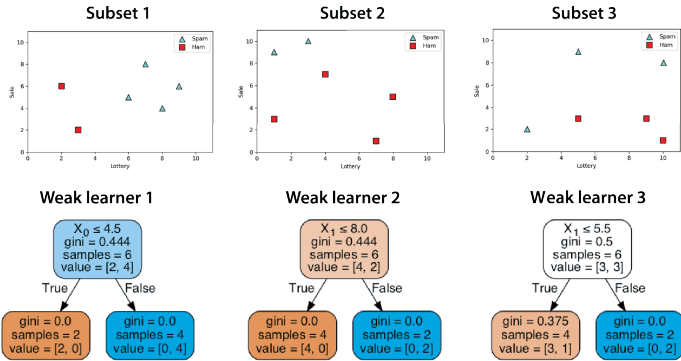 Subset 1
Subset 2
Subset 3
10
8
6
4
2
0
Sale
0
2
4
6
8
10
Lottery
Spam
Ham
10
8
6
4
2
0
Sale
0
2
4
6
8
10
Lottery
Spam
Ham
10
8
6
4
2
0
Sale
0
2
4
6
8
10
Lottery
Spam
Ham
Weak learner 1
X₀ ≤ 4.5
gini = 0.444
samples = 6
value = [2, 4]
True
False
gini = 0.0
samples = 2
value = [2, 0]
gini = 0.0
samples = 4
value = [0, 4]
Weak learner 2
X₁ ≤ 8.0
gini = 0.444
samples = 6
value = [4, 2]
True
False
gini = 0.0
samples = 4
value = [4, 0]
gini = 0.0
samples = 2
value = [0, 2]
Weak learner 3
X₁ ≤ 5.5
gini = 0.5
samples = 6
value = [3, 3]
True
False
gini = 0.375
samples = 4
value = [3, 1]
gini = 0.0
samples = 2
value = [0, 2]